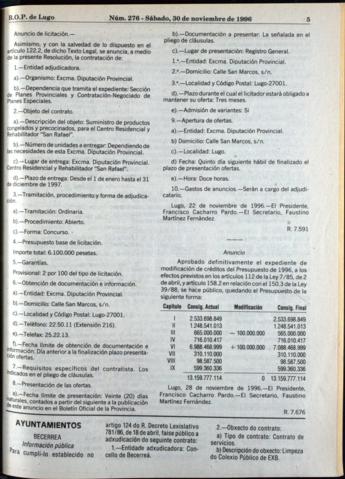 B.O.P. de Lugo
Núm. 276 - Sábado, 30 de noviembre de 1996
5
Anuncio de licitación.—
Asimismo, y con la salvedad de lo dispuesto en el
artículo 122.2, de dicho Texto Legal, se anuncia, a medio
de la presente Resolución, la contratación de:
1.—Entidad adjudicadora.
a).—Organismo: Excma. Diputación Provincial.
b).—Dependencia que tramita el expediente: Sección
de Planes Provinciales y Contratación-Negociado de
Planes Especiales.
2.—Objeto del contrato.
a).—Descripción del objeto: Suministro de productos
congelados y precocinados, para el Centro Residencial y
Rehabilitador "San Rafael".
b).—Número de unidades a entregar: Dependiendo de
las necesidades de esta Excma. Diputación Provincial.
c).—Lugar de entrega: Excma. Diputación Provincial.
Centro Residencial y Rehabilitador "San Rafael".
d).—Plazo de entrega: Desde el 1 de enero hasta el 31
de diciembre de 1997.
3.—Tramitación, procedimiento y forma de adjudica-
ción.
a).—Tramitación: Ordinaria.
b).—Procedimiento: Abierto.
c).—Forma: Concurso.
4.—Presupuesto base de licitación.
Importe total: 6.100.000 pesetas.
5.—Garantías.
Provisional: 2 por 100 del tipo de licitación.
6.—Obtención de documentación e información.
a).—Entidad: Excma. Diputación Provincial.
b).—Domicilio: Calle San Marcos, s/n.
c).—Localidad y Código Postal: Lugo-27001.
d).—Teléfono: 22.50.11 (Extensión 216).
e).—Telefax: 25.22.13.
f).—Fecha límite de obtención de documentación e
información: Día anterior a la finalización plazo presenta-
ción ofertas.
7.—Requisitos específicos del contratista. Los
indicados en el pliego de cláusulas.
8.—Presentación de las ofertas.
a).—Fecha límite de presentación: Veinte (20) días
naturales, contados a partir del siguiente a la publicación
de este anuncio en el Boletín Oficial de la Provincia.
b).—Documentación a presentar: La señalada en el
pliego de cláusulas.
c).—Lugar de presentación: Registro General.
1.ª.—Entidad: Excma. Diputación Provincial.
2.ª.—Domicilio: Calle San Marcos, s/n.
3.ª.—Localidad y Código Postal: Lugo-27001.
d).—Plazo durante el cual el licitador estará obligado a
mantener su oferta: Tres meses.
e).—Admisión de variantes: Sí
9.—Apertura de ofertas.
a).—Entidad: Excma. Diputación Provincial.
b) Domicilio: Calle San Marcos, s/n.
c).—Localidad: Lugo.
d) Fecha: Quinto día siguiente hábil de finalizado el
plazo de presentación ofertas.
e).—Hora: Doce horas.
10.—Gastos de anuncios.—Serán a cargo del adjudi-
catario.
Lugo, 22 de noviembre de 1996.—El Presidente,
Francisco Cacharro Pardo.—El Secretario, Faustino
Martínez Fernández.
R. 7.591
Anuncio
Aprobado definitivamente el expediente de
modificación de créditos del Presupuesto de 1996, a los
efectos previstos en los artículos 112 de la Ley 7/85, de 2
de abril, y artículo 158.2 en relación con el 150.3 de la Ley
39/88, se hace público, quedando el Presupuesto de la
siguiente forma:
Capítulo Consig. Actual Modificación Consig. Final
I 2.533.698.849 2.533.698.849
II 1.248.541.013 1.248.541.013
III 665.000.000 — 100.000.000 565.000.000
IV 716.010.417 716.010.417
VI 6.988.468.999 + 100.000.000 7.088.468.999
VII 310.110.000 310.110.000
VIII 98.587.500 98.587.500
IX 599.360.336 599.360.336
13.159.777.114 0 13.159.777.114
Lugo, 28 de noviembre de 1996.—El Presidente,
Francisco Cacharro Pardo.—El Secretario, Faustino
Martínez Fernández.
R. 7.676
AYUNTAMIENTOS
BECERREA
Información pública
Para cumpli-lo establecido no
artigo 124 do R. Decreto Lexislativo
781/86, de 18 de abril, faise público a
adxudicación do seguinte contrato:
1.—Entidade adxudicadora: Con-
cello de Becerreá.
2.—Obxecto do contrato:
a) Tipo de contrato: Contrato de
servicios.
b) Descripción do obxecto: Limpeza
do Colexio Público de EXB.